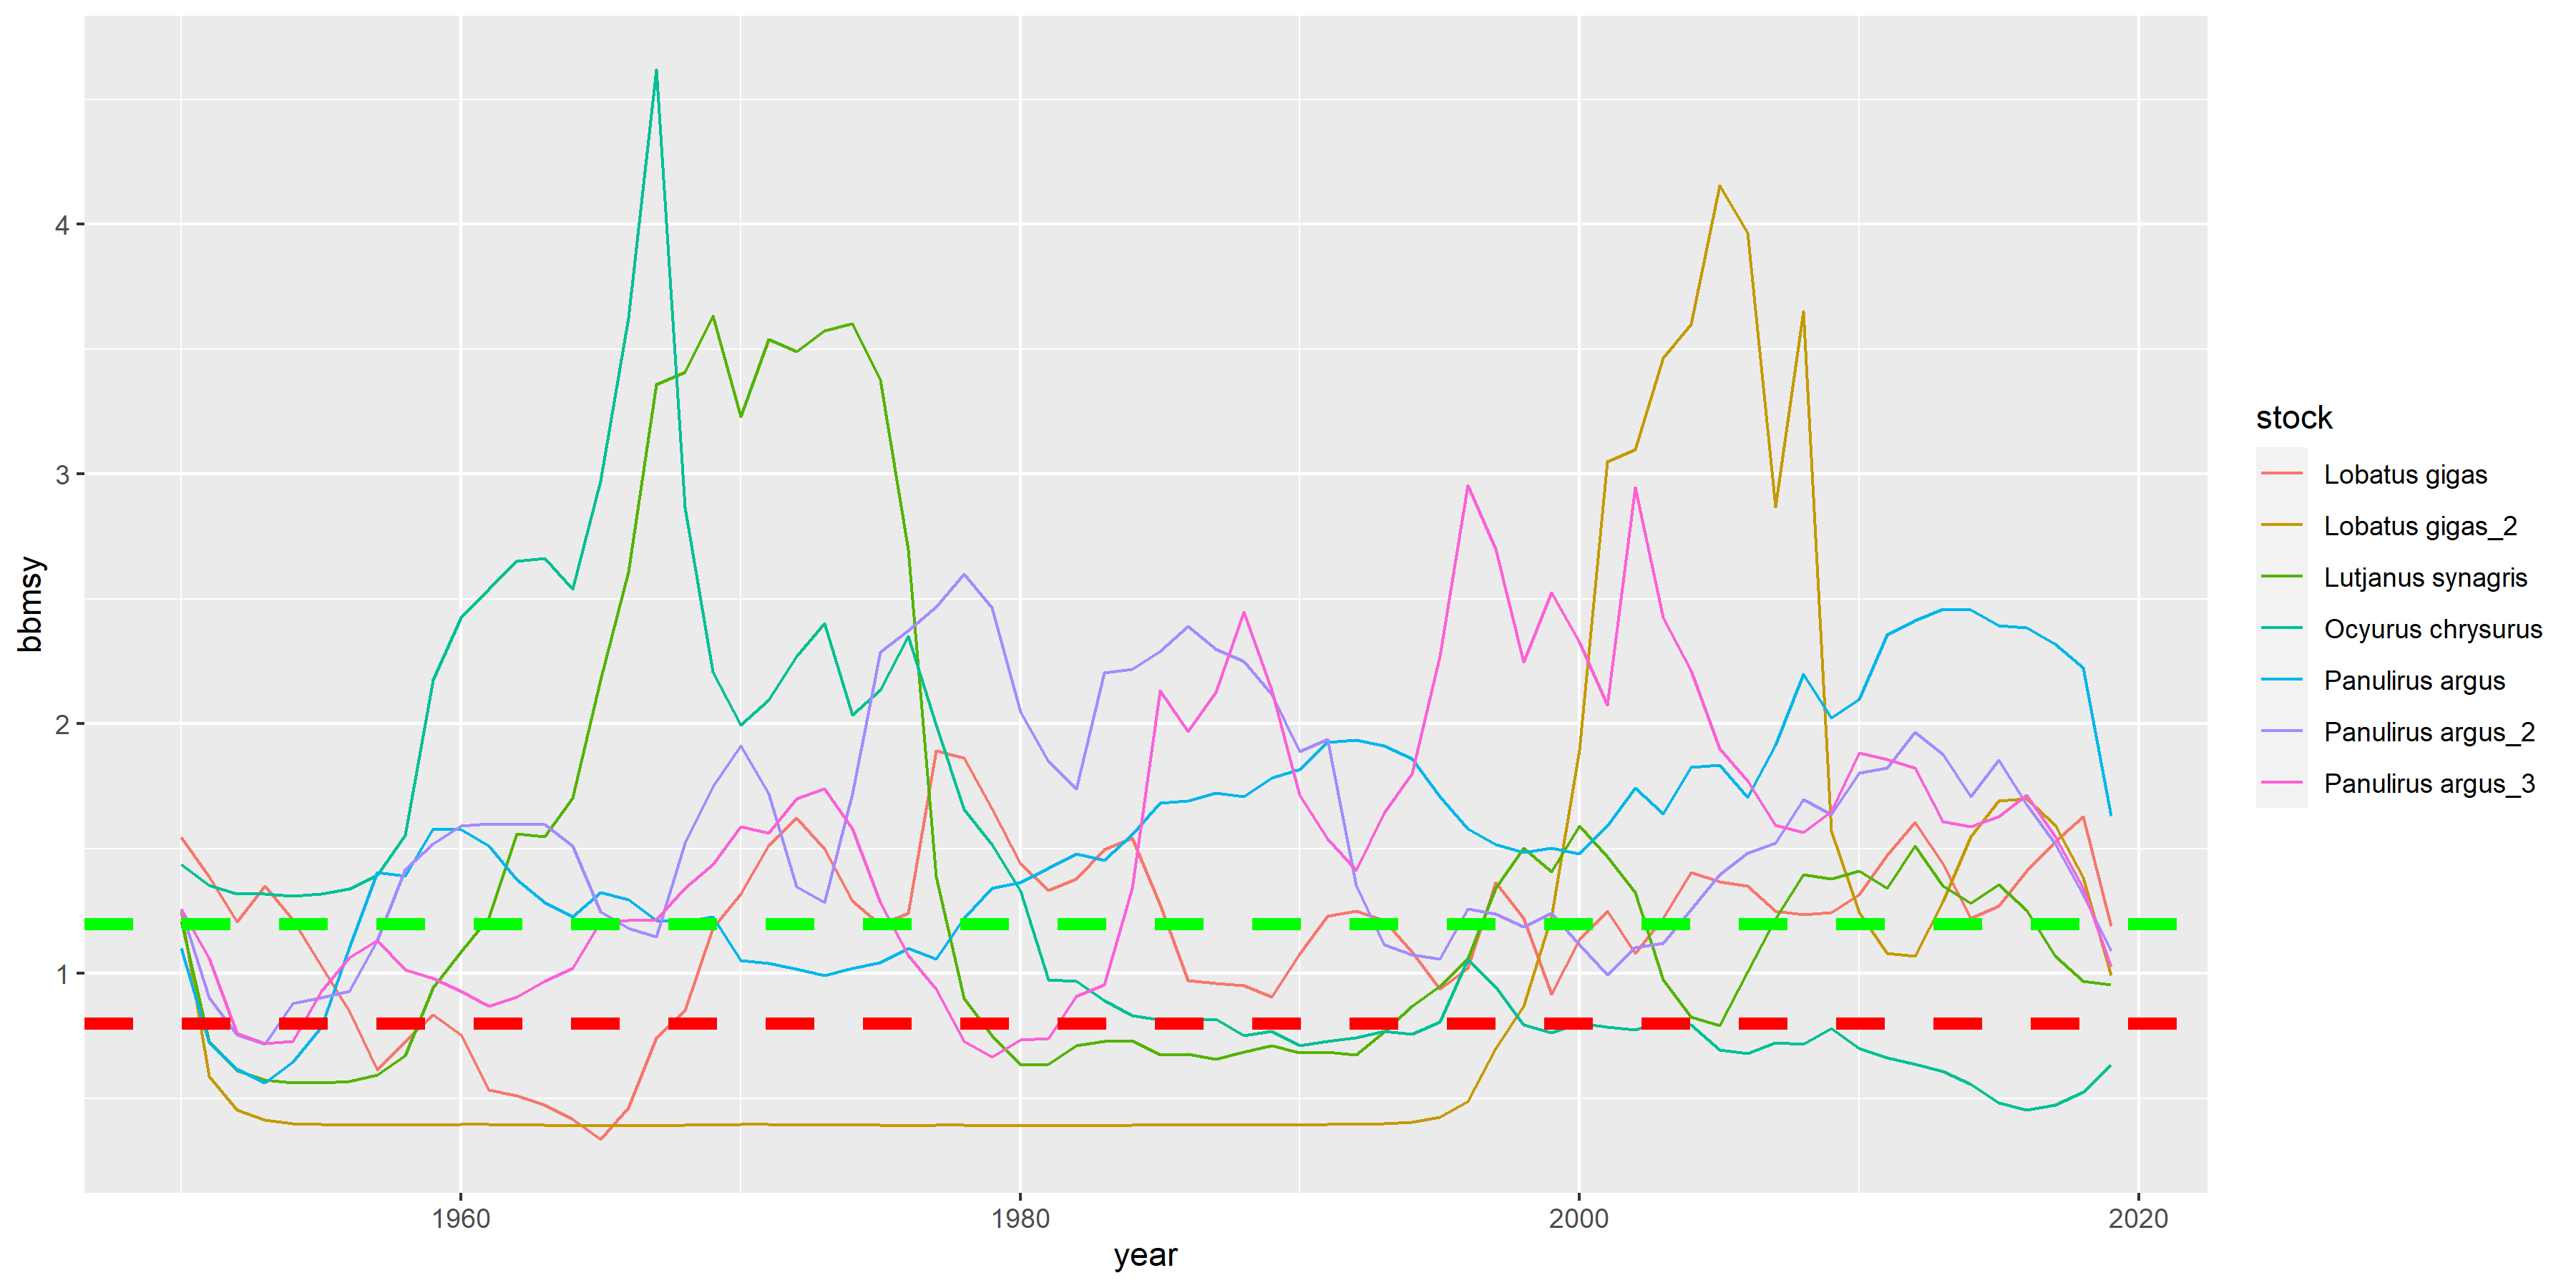 bbmsy
4
3
2
1
1960
1980
2000
2020
year
stock
Lobatus gigas
Lobatus gigas_2
Lutjanus synagris
Ocyurus chrysurus
Panulirus argus
Panulirus argus_2
Panulirus argus_3